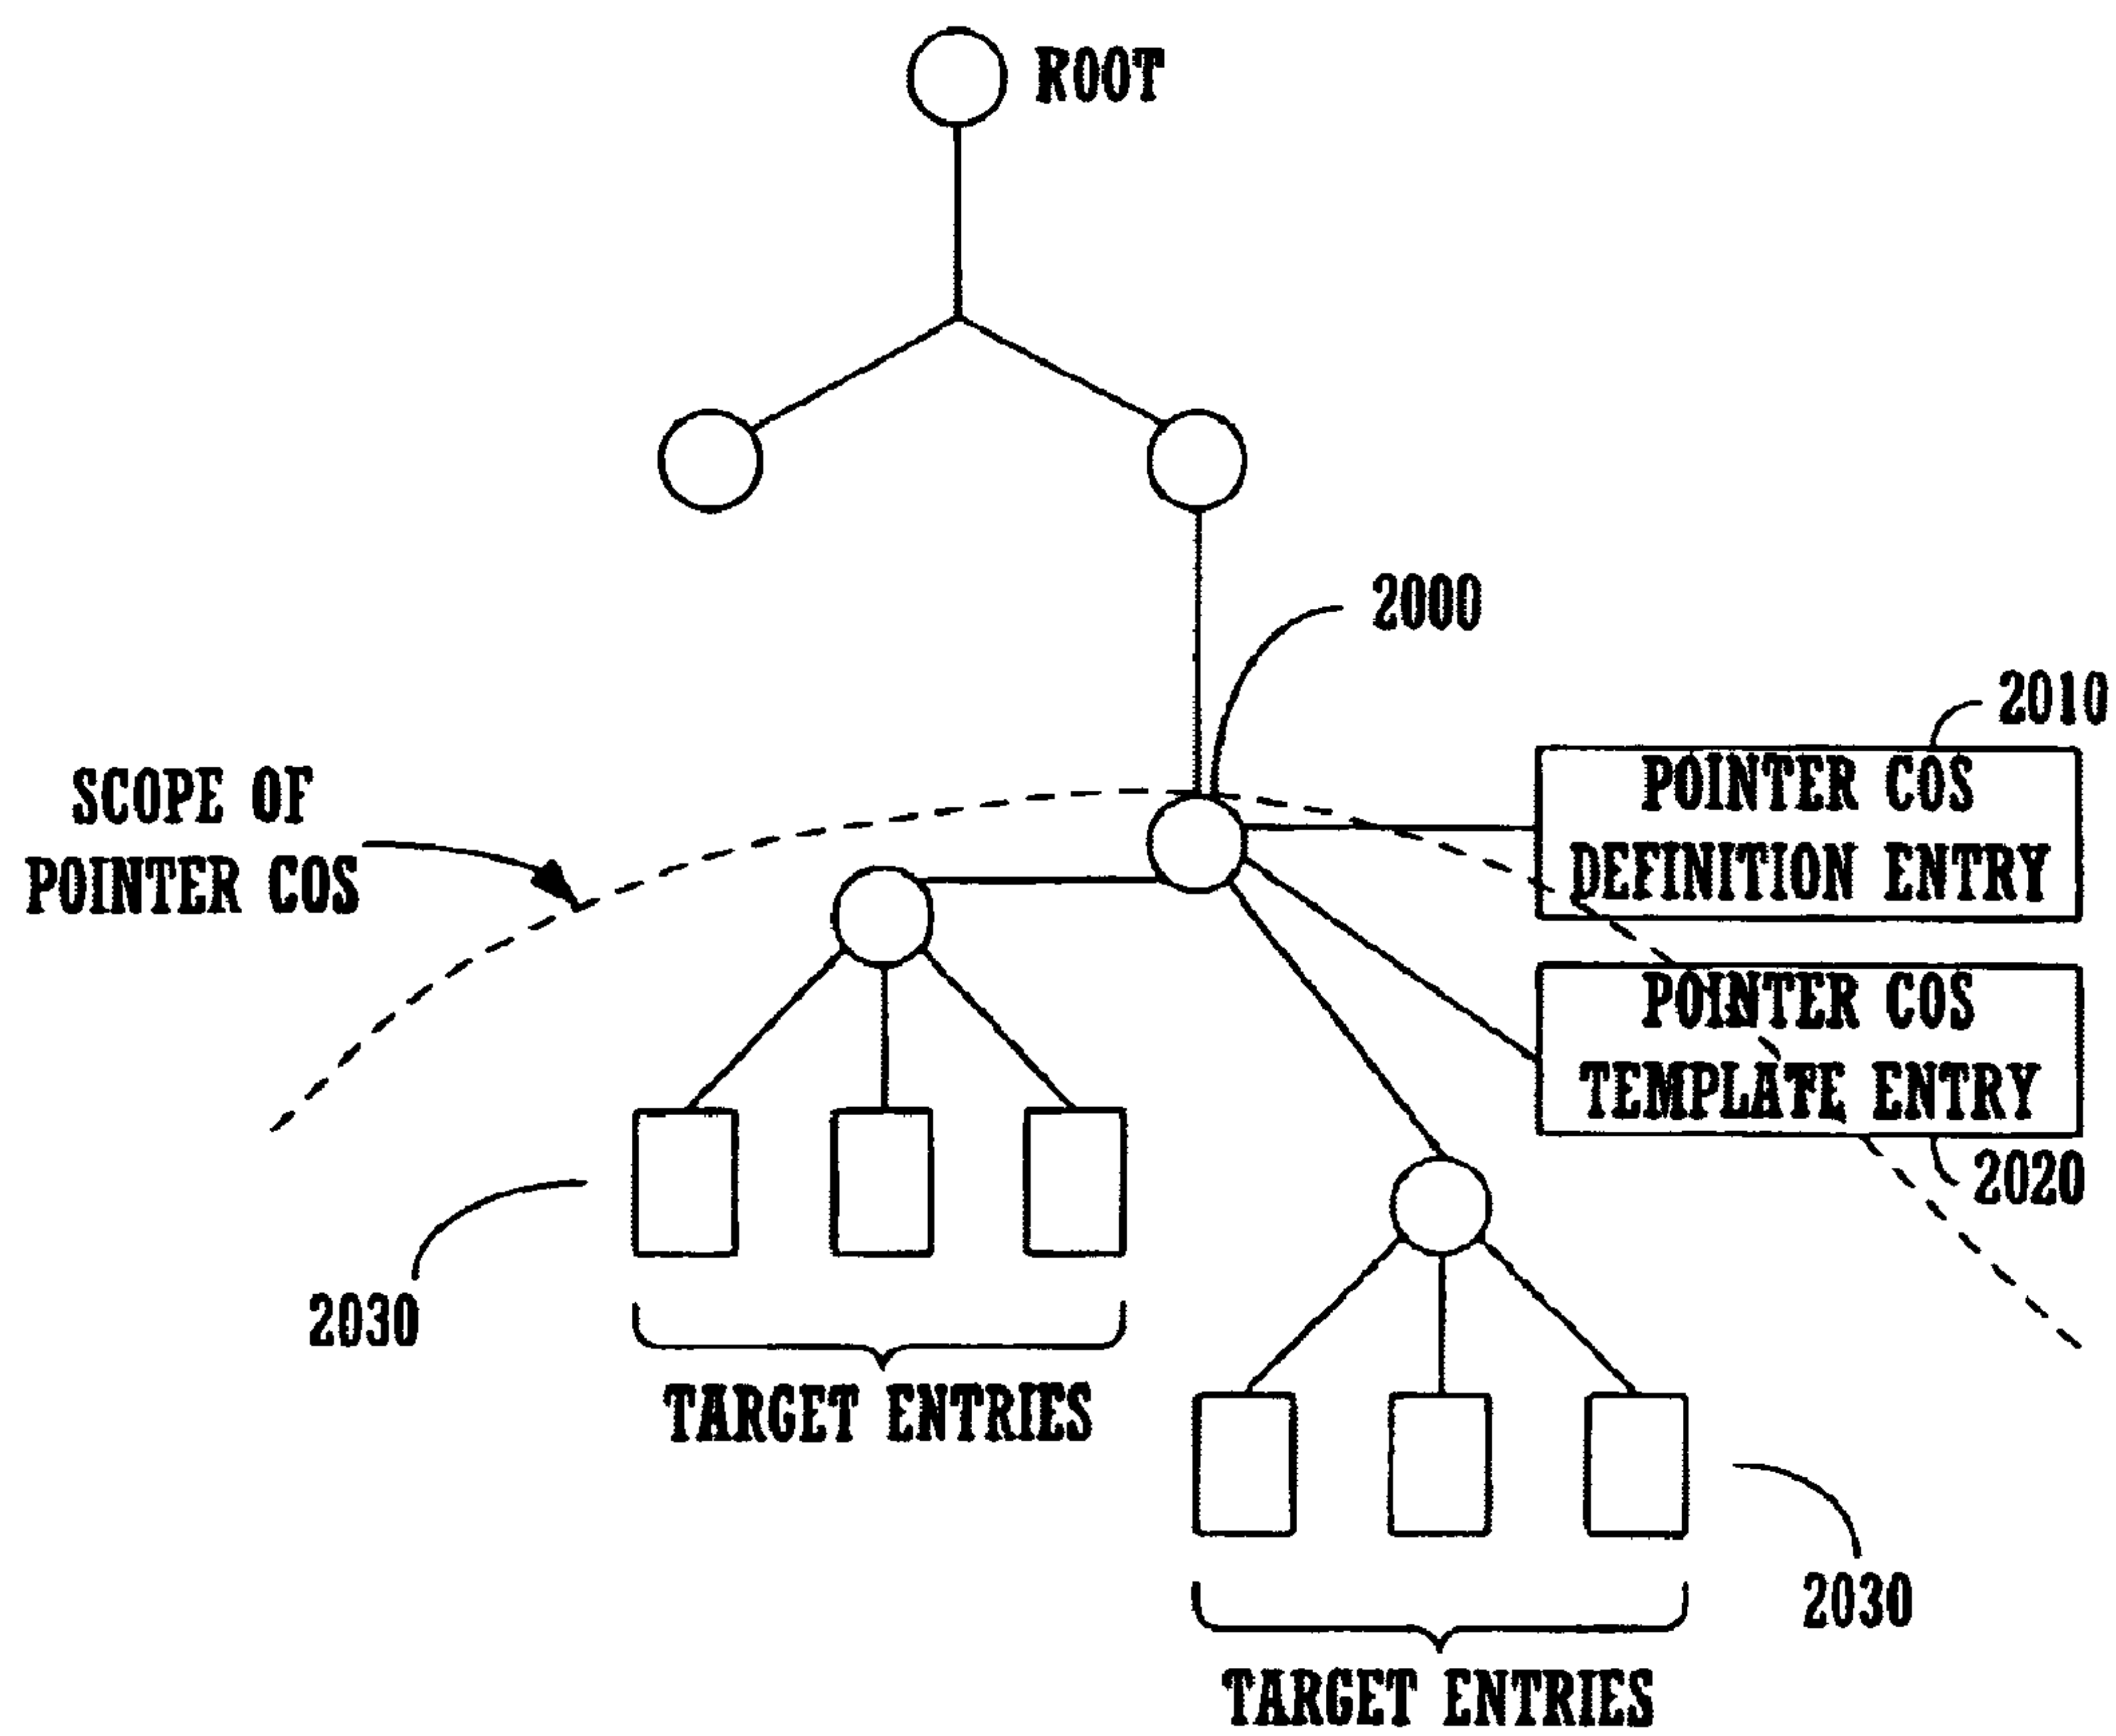 ROOT
2000
2010
SCOPE OF
POINTER COS
POINTER COS
DEFINITION ENTRY
POINTER COS
TEMPLATE ENTRY
2020
2030
TARGET ENTRIES
2030
TARGET ENTRIES